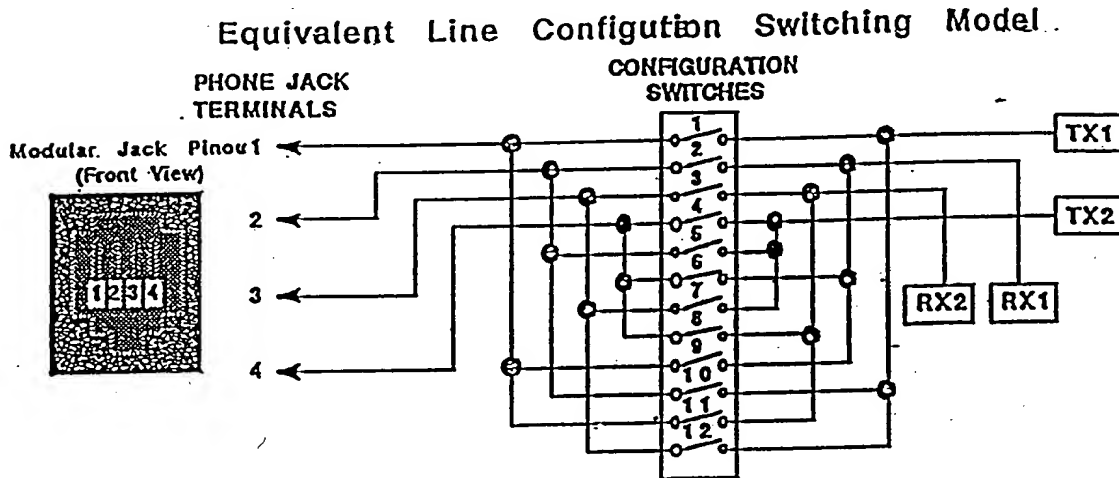 Equivalent Line Configution Switching Model
PHONE JACK
TERMINALS
CONFIGURATION
SWITCHES
Modular. Jack Pinou 1
(Front View)
2
3
4
1 2 3 4
1
2
3
4
5
6
7
8
9
10
11
12
TX1
TX2
RX2 RX1